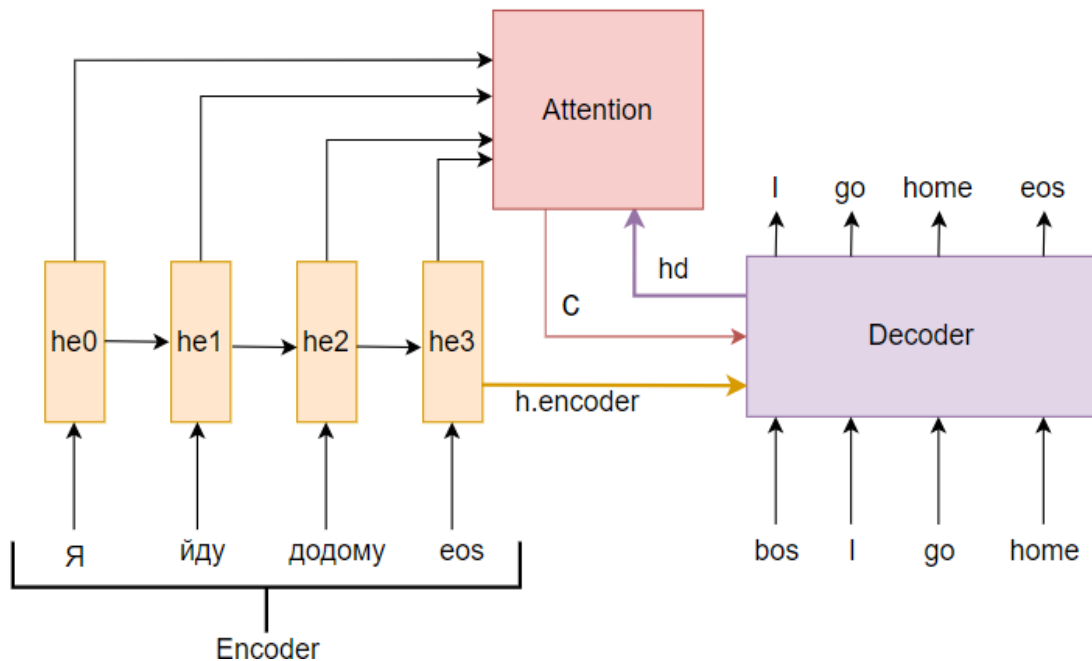 Attention
I go home eos
he0 he1 he2 he3
hd
C
Decoder
h.encoder
Я йду додому eos
bos I go home
Encoder